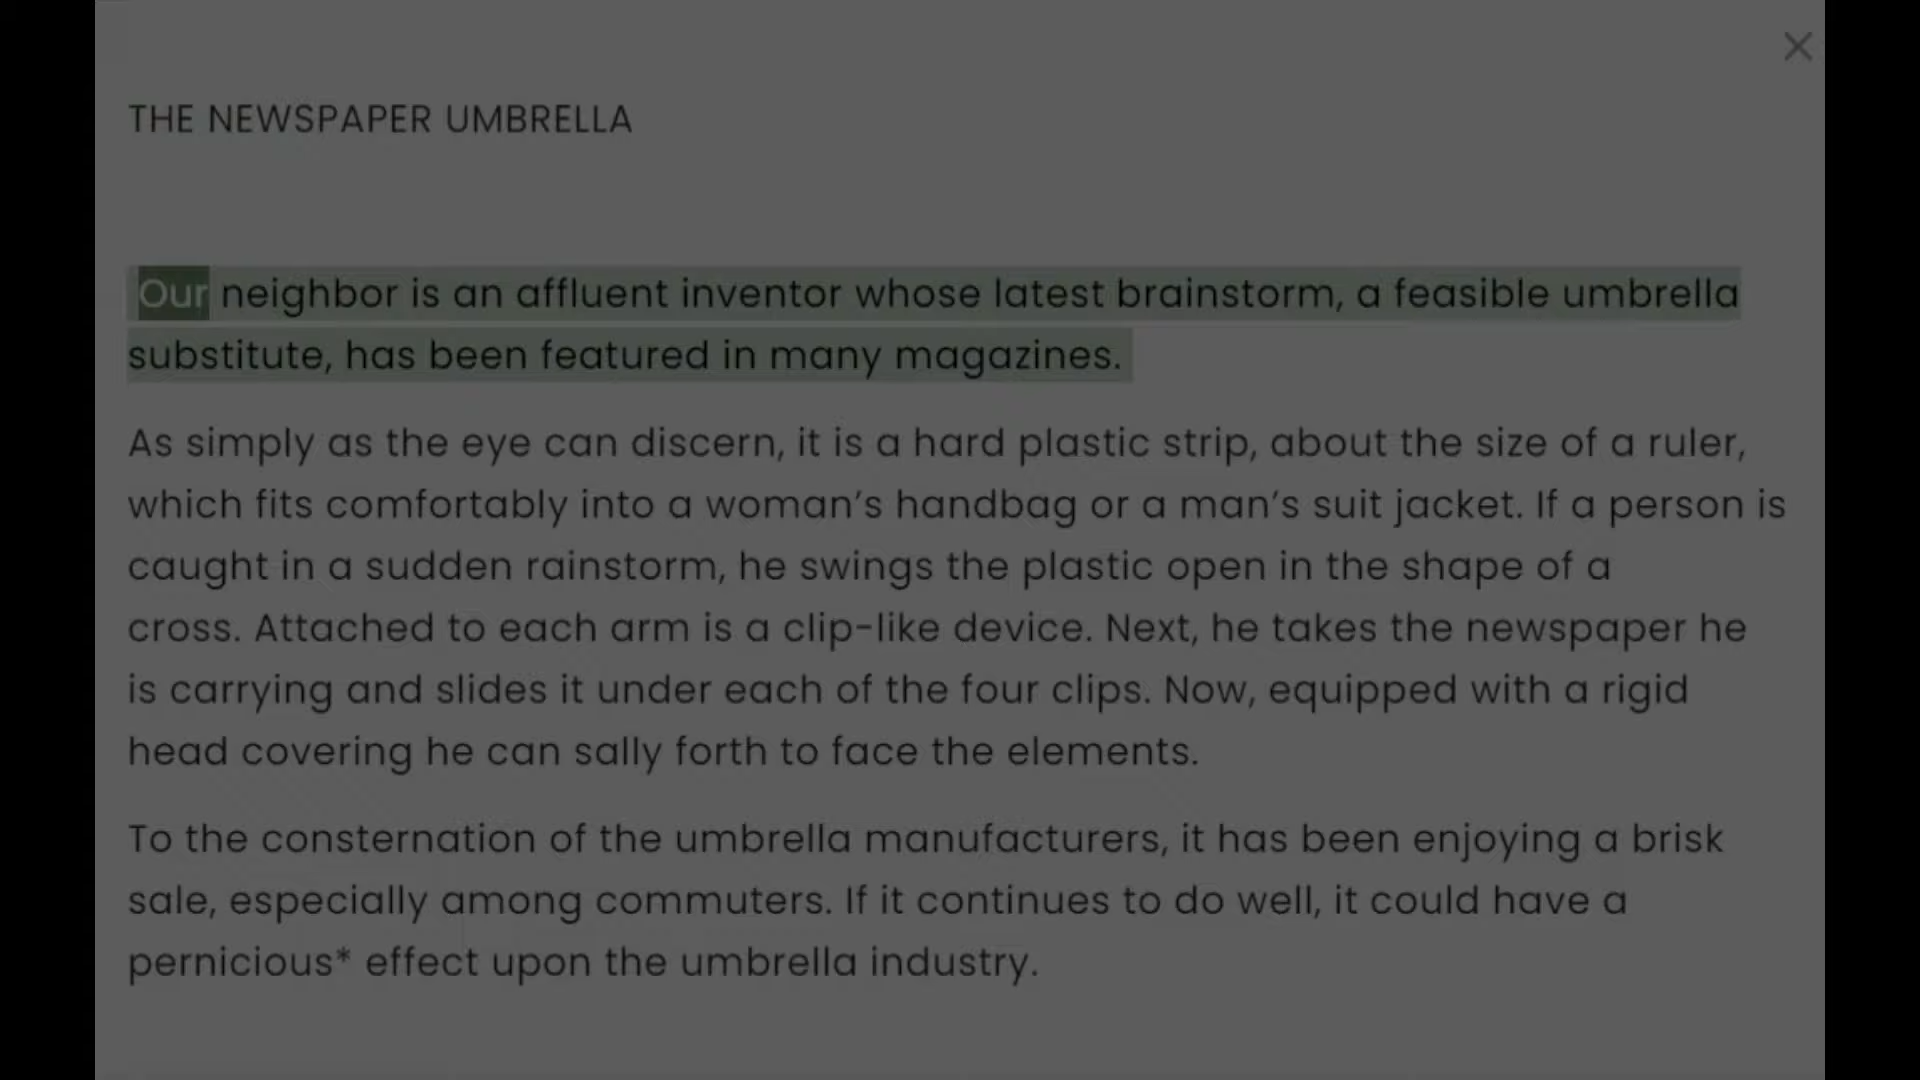 THE NEWSPAPER UMBRELLA
Our neighbor is an affluent inventor whose latest brainstorm, a feasible umbrella
substitute, has been featured in many magazines.
As simply as the eye can discern, it is a hard plastic strip, about the size of a ruler,
which fits comfortably into a woman’s handbag or a man’s suit jacket. If a person is
caught in a sudden rainstorm, he swings the plastic open in the shape of a
cross. Attached to each arm is a clip-like device. Next, he takes the newspaper he
is carrying and slides it under each of the four clips. Now, equipped with a rigid
head covering he can sally forth to face the elements.
To the consternation of the umbrella manufacturers, it has been enjoying a brisk
sale, especially among commuters. If it continues to do well, it could have a
pernicious* effect upon the umbrella industry.